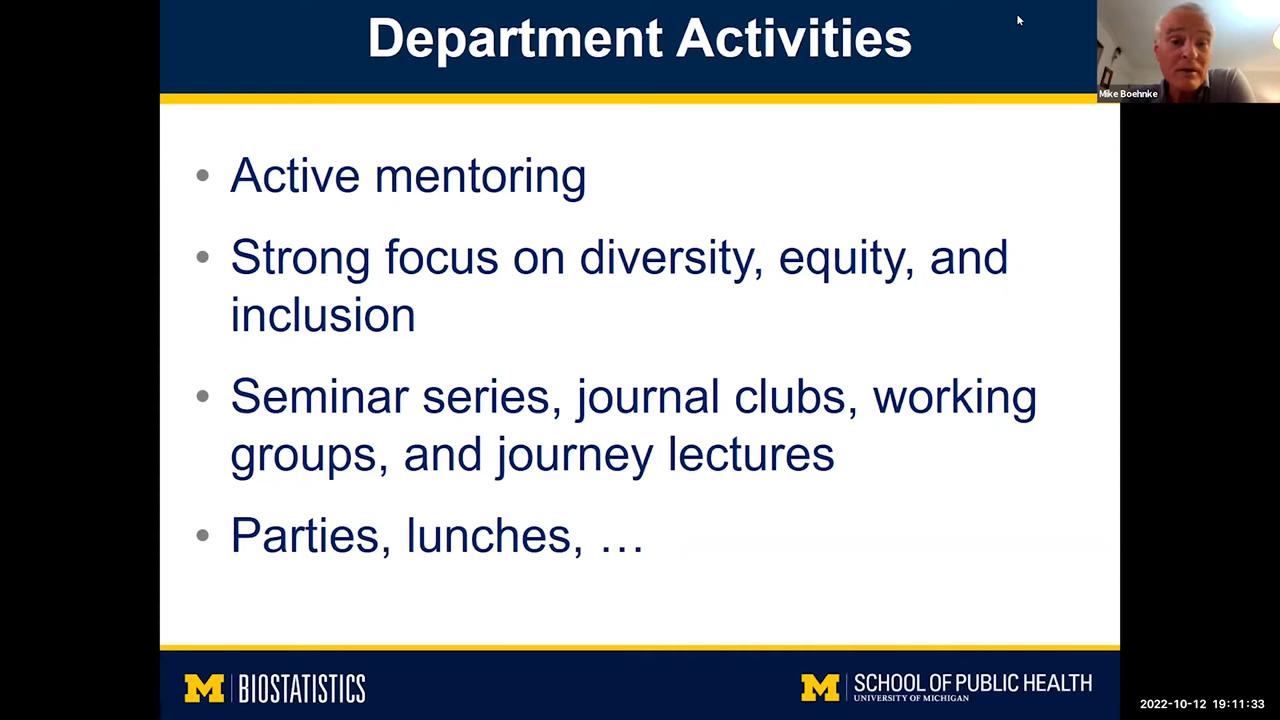 Department Activities
Mike Boehnke
• Active mentoring
• Strong focus on diversity, equity, and
inclusion
• Seminar series, journal clubs, working
groups, and journey lectures
• Parties, lunches, …
M BIOSTATISTICS
M SCHOOL OF PUBLIC HEALTH
UNIVERSITY OF MICHIGAN
2022-10-12 19:11:33